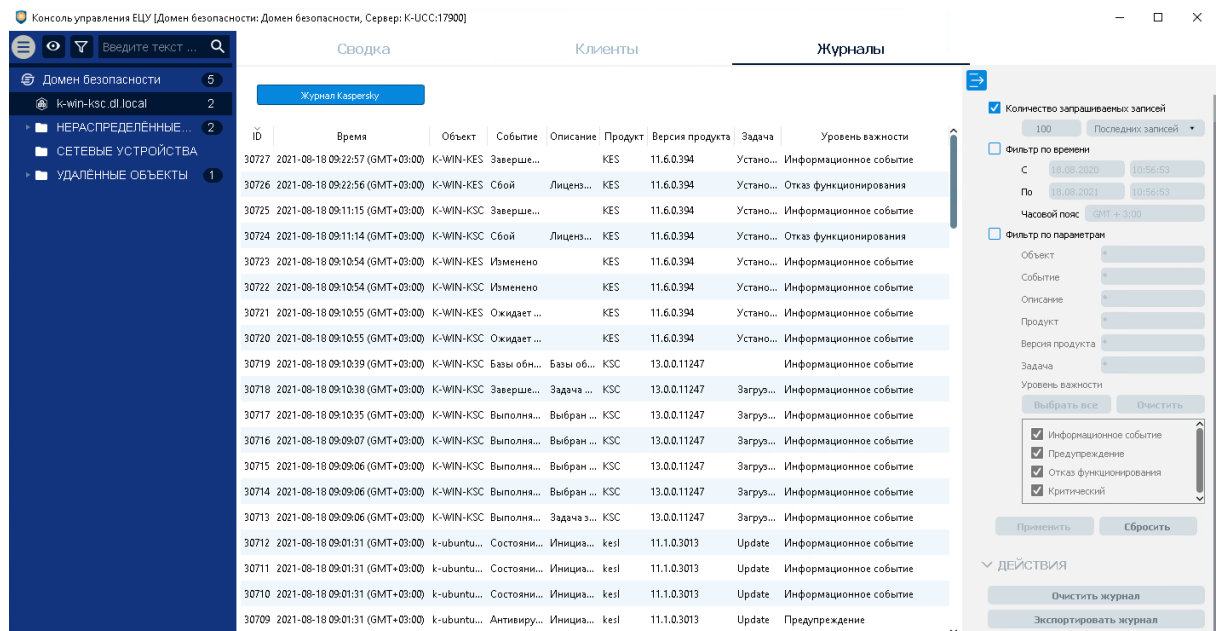 Консоль управления ЕЦУ [Домен безопасности: Домен безопасности, Сервер: K-UCC:17900]
Введите текст ...
Сводка Клиенты Журналы
Домен безопасности 5
k-win-ksc.dl.local 2
НЕРАСПРЕДЕЛЁННЫЕ... 2
СЕТЕВЫЕ УСТРОЙСТВА
УДАЛЁННЫЕ ОБЪЕКТЫ 1
Журнал Kaspersky
ID Время Объект Событие Описание Продукт Версия продукта Задача Уровень важности
30727 2021-08-18 09:22:57 (GMT+03:00) K-WIN-KES Заверше... KES 11.6.0.394 Устано... Информационное событие
30726 2021-08-18 09:22:56 (GMT+03:00) K-WIN-KES Сбой Лиценз... KES 11.6.0.394 Устано... Отказ функционирования
30725 2021-08-18 09:11:15 (GMT+03:00) K-WIN-KSC Заверше... KES 11.6.0.394 Устано... Информационное событие
30724 2021-08-18 09:11:14 (GMT+03:00) K-WIN-KSC Сбой Лиценз... KES 11.6.0.394 Устано... Отказ функционирования
30723 2021-08-18 09:10:54 (GMT+03:00) K-WIN-KES Изменено KES 11.6.0.394 Устано... Информационное событие
30722 2021-08-18 09:10:54 (GMT+03:00) K-WIN-KSC Изменено KES 11.6.0.394 Устано... Информационное событие
30721 2021-08-18 09:10:55 (GMT+03:00) K-WIN-KES Ожидает ... KES 11.6.0.394 Устано... Информационное событие
30720 2021-08-18 09:10:55 (GMT+03:00) K-WIN-KSC Ожидает ... KES 11.6.0.394 Устано... Информационное событие
30719 2021-08-18 09:10:39 (GMT+03:00) K-WIN-KSC Базы обн... Базы об... KSC 13.0.0.11247 Информационное событие
30718 2021-08-18 09:10:38 (GMT+03:00) K-WIN-KSC Заверше... Задача ... KSC 13.0.0.11247 Загруз... Информационное событие
30717 2021-08-18 09:10:35 (GMT+03:00) K-WIN-KSC Выполня... Выбран ... KSC 13.0.0.11247 Загруз... Информационное событие
30716 2021-08-18 09:09:07 (GMT+03:00) K-WIN-KSC Выполня... Выбран ... KSC 13.0.0.11247 Загруз... Информационное событие
30715 2021-08-18 09:09:06 (GMT+03:00) K-WIN-KSC Выполня... Выбран ... KSC 13.0.0.11247 Загруз... Информационное событие
30714 2021-08-18 09:09:06 (GMT+03:00) K-WIN-KSC Выполня... Выбран ... KSC 13.0.0.11247 Загруз... Информационное событие
30713 2021-08-18 09:09:06 (GMT+03:00) K-WIN-KSC Выполня... Задача з... KSC 13.0.0.11247 Загруз... Информационное событие
30712 2021-08-18 09:01:31 (GMT+03:00) k-ubuntu... Состояни... Инициа... kesl 11.1.0.3013 Update Информационное событие
30711 2021-08-18 09:01:31 (GMT+03:00) k-ubuntu... Состояни... Инициа... kesl 11.1.0.3013 Update Информационное событие
30710 2021-08-18 09:01:31 (GMT+03:00) k-ubuntu... Состояни... Инициа... kesl 11.1.0.3013 Update Информационное событие
30709 2021-08-18 09:01:31 (GMT+03:00) k-ubuntu... Антивиру... Инициа... kesl 11.1.0.3013 Update Предупреждение
Количество запрашиваемых записей
100 Последних записей
Фильтр по времени
С 18.08.2020 10:56:53
По 18.08.2021 10:56:53
Часовой пояс GMT + 3:00
Фильтр по параметрам
Объект *
Событие *
Описание *
Продукт *
Версия продукта *
Задача *
Уровень важности
Выбрать все Очистить
Информационное событие
Предупреждение
Отказ функционирования
Критический
Применить Сбросить
ДЕЙСТВИЯ
Очистить журнал
Экспортировать журнал